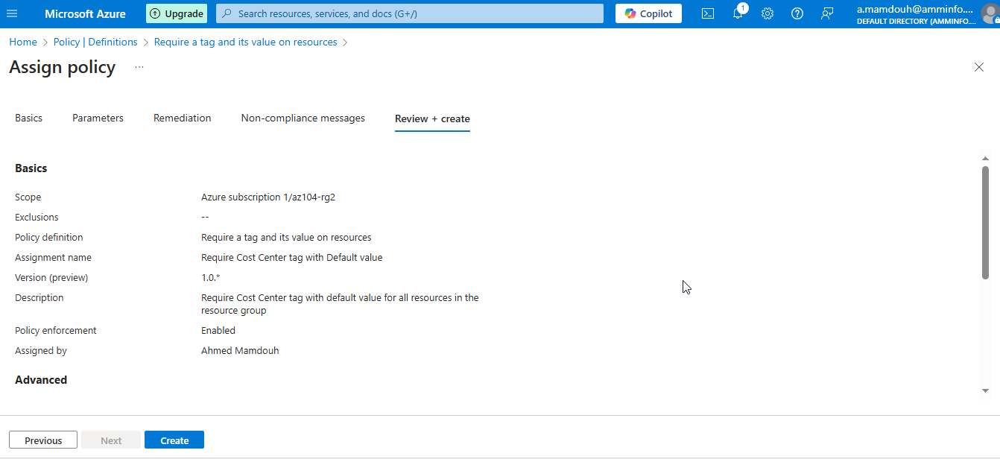 Microsoft Azure
Upgrade
Search resources, services, and docs (G+/)
Copilot
1
a.mamdouh@amminfo....
DEFAULT DIRECTORY (AMMINFO....
Home > Policy | Definitions > Require a tag and its value on resources >
Assign policy ...
Basics
Parameters
Remediation
Non-compliance messages
Review + create
Basics
Scope Azure subscription 1/az104-rg2
Exclusions --
Policy definition Require a tag and its value on resources
Assignment name Require Cost Center tag with Default value
Version (preview) 1.0.*
Description Require Cost Center tag with default value for all resources in the
resource group
Policy enforcement Enabled
Assigned by Ahmed Mamdouh
Advanced
Previous
Next
Create